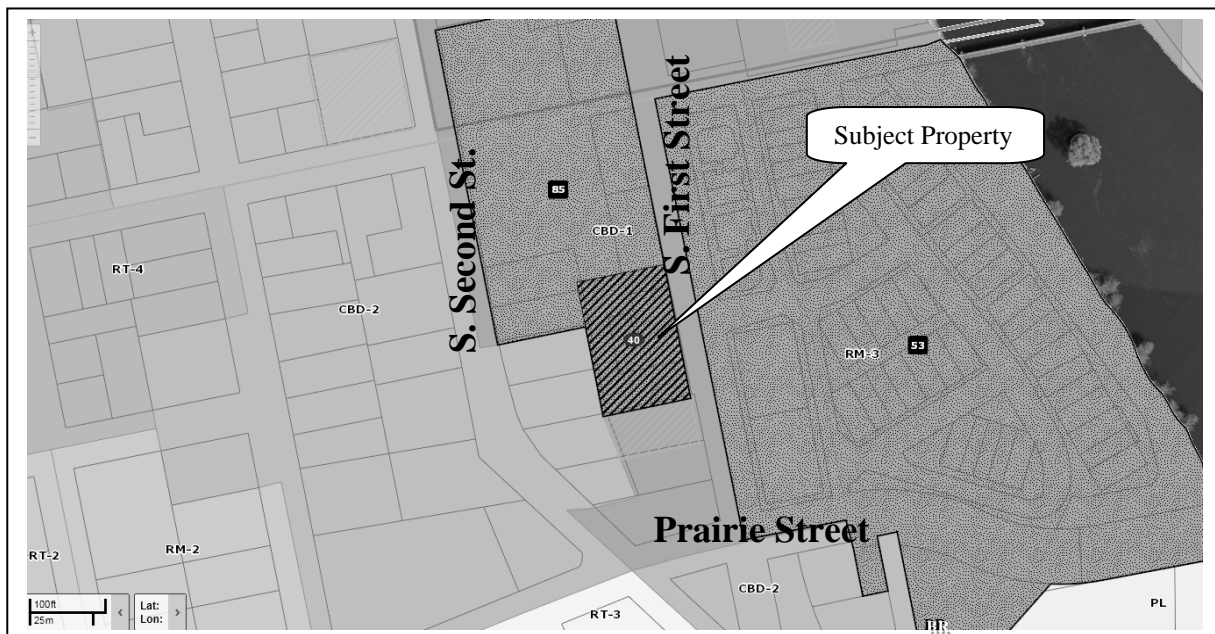 S. First Street
Subject Property
S. Second St.
85
CBD-1
RT-4
CBD-2
40
RM-3
53
Prairie Street
RT-2
RM-2
CBD-2
100ft
25m
<
Lat:
Lon:
>
RT-3
PL